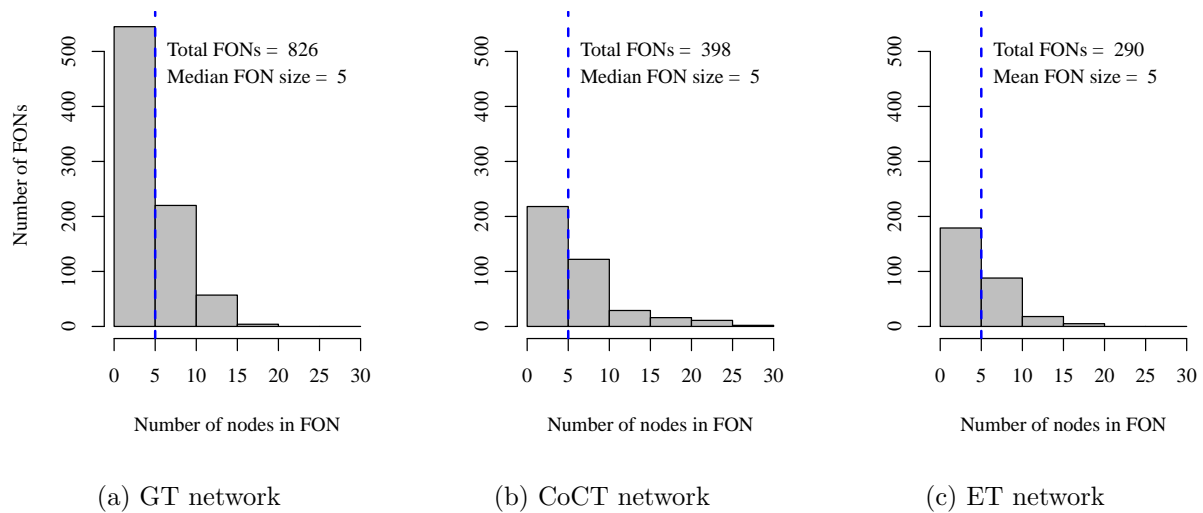 Number of FONs
0 100 200 300 400 500
Total FONs = 826
Median FON size = 5
0 5 10 15 20 25 30
Number of nodes in FON
(a) GT network
0 100 200 300 400 500
Total FONs = 398
Median FON size = 5
0 5 10 15 20 25 30
Number of nodes in FON
(b) CoCT network
0 100 200 300 400 500
Total FONs = 290
Mean FON size = 5
0 5 10 15 20 25 30
Number of nodes in FON
(c) ET network